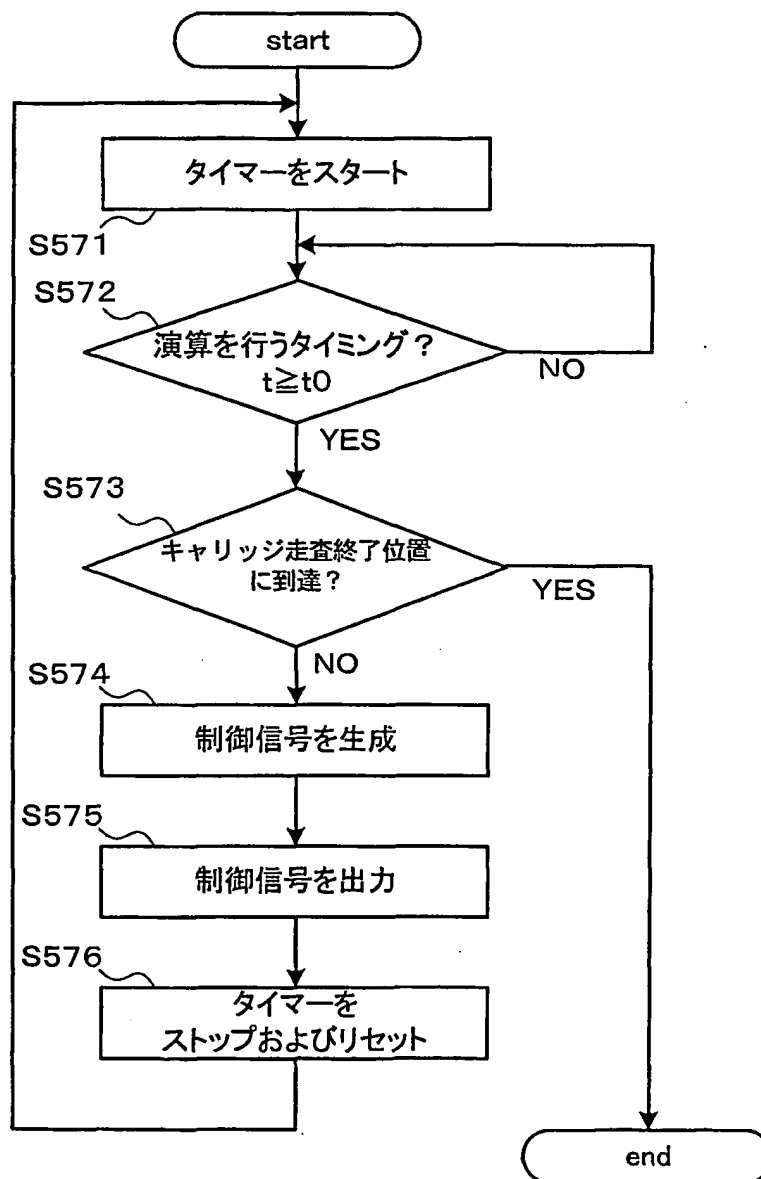 start
タイマーをスタート
S571
S572
演算を行うタイミング？
t≧t0
NO
YES
S573
キャリッジ走査終了位置
に到達？
YES
NO
S574
制御信号を生成
S575
制御信号を出力
S576
タイマーを
ストップおよびリセット
end